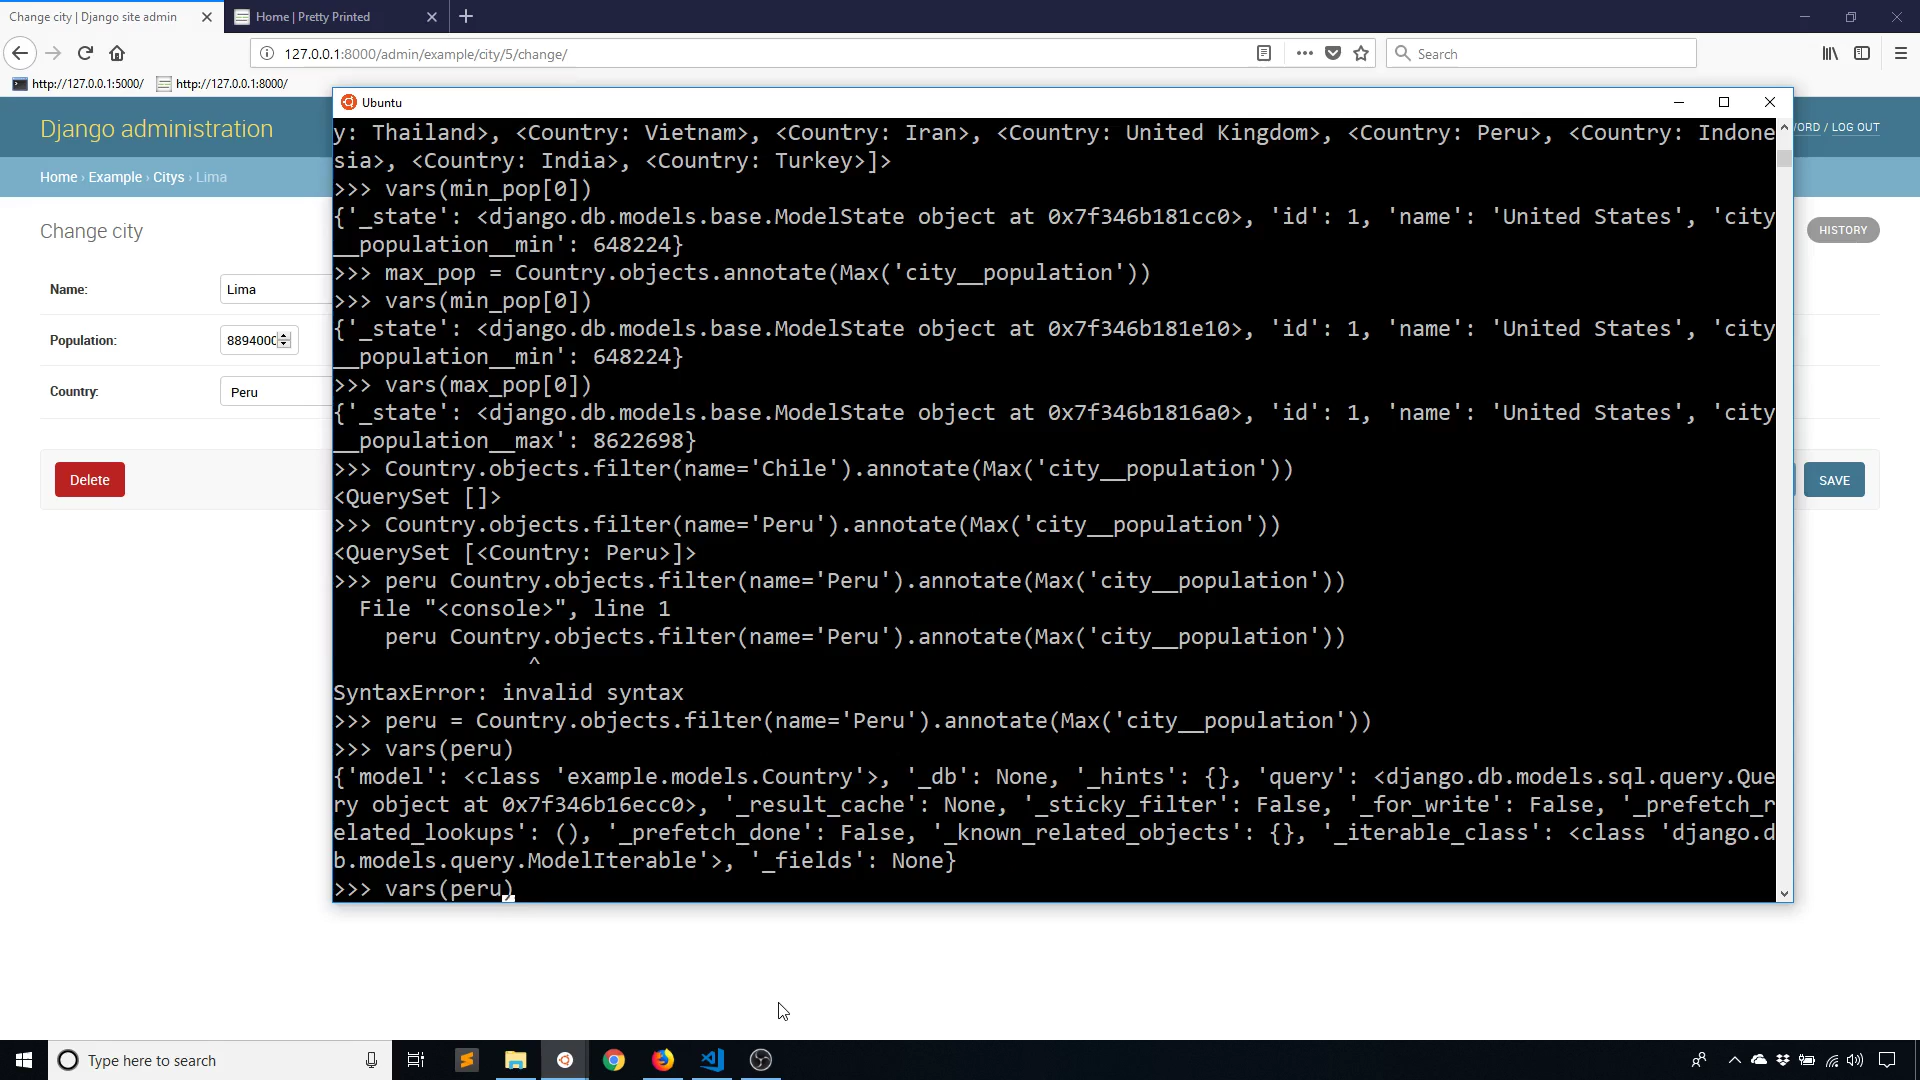 Change city | Django site admin
Home | Pretty Printed
127.0.0.1:8000/admin/example/city/5/change/
Search
http://127.0.0.1:5000/
http://127.0.0.1:8000/
Django administration
ORD / LOG OUT
Home › Example › Citys › Lima
Change city
HISTORY
Name:
Lima
Population:
Country:
Peru
Delete
SAVE
Ubuntu
y: Thailand>, <Country: Vietnam>, <Country: Iran>, <Country: United Kingdom>, <Country: Peru>, <Country: Indone
sia>, <Country: India>, <Country: Turkey>]>
>>> vars(min_pop[0])
{'_state': <django.db.models.base.ModelState object at 0x7f346b181cc0>, 'id': 1, 'name': 'United States', 'city
__population__min': 648224}
>>> max_pop = Country.objects.annotate(Max('city__population'))
>>> vars(min_pop[0])
{'_state': <django.db.models.base.ModelState object at 0x7f346b181e10>, 'id': 1, 'name': 'United States', 'city
__population__min': 648224}
>>> vars(max_pop[0])
{'_state': <django.db.models.base.ModelState object at 0x7f346b1816a0>, 'id': 1, 'name': 'United States', 'city
__population__max': 8622698}
>>> Country.objects.filter(name='Chile').annotate(Max('city__population'))
<QuerySet []>
>>> Country.objects.filter(name='Peru').annotate(Max('city__population'))
<QuerySet [<Country: Peru>]>
>>> peru Country.objects.filter(name='Peru').annotate(Max('city__population'))
File "<console>", line 1
peru Country.objects.filter(name='Peru').annotate(Max('city__population'))
^
SyntaxError: invalid syntax
>>> peru = Country.objects.filter(name='Peru').annotate(Max('city__population'))
>>> vars(peru)
{'model': <class 'example.models.Country'>, '_db': None, '_hints': {}, 'query': <django.db.models.sql.query.Que
ry object at 0x7f346b16ecc0>, '_result_cache': None, '_sticky_filter': False, '_for_write': False, '_prefetch_r
elated_lookups': (), '_prefetch_done': False, '_known_related_objects': {}, '_iterable_class': <class 'django.d
b.models.query.ModelIterable'>, '_fields': None}
>>> vars(peru)
Type here to search